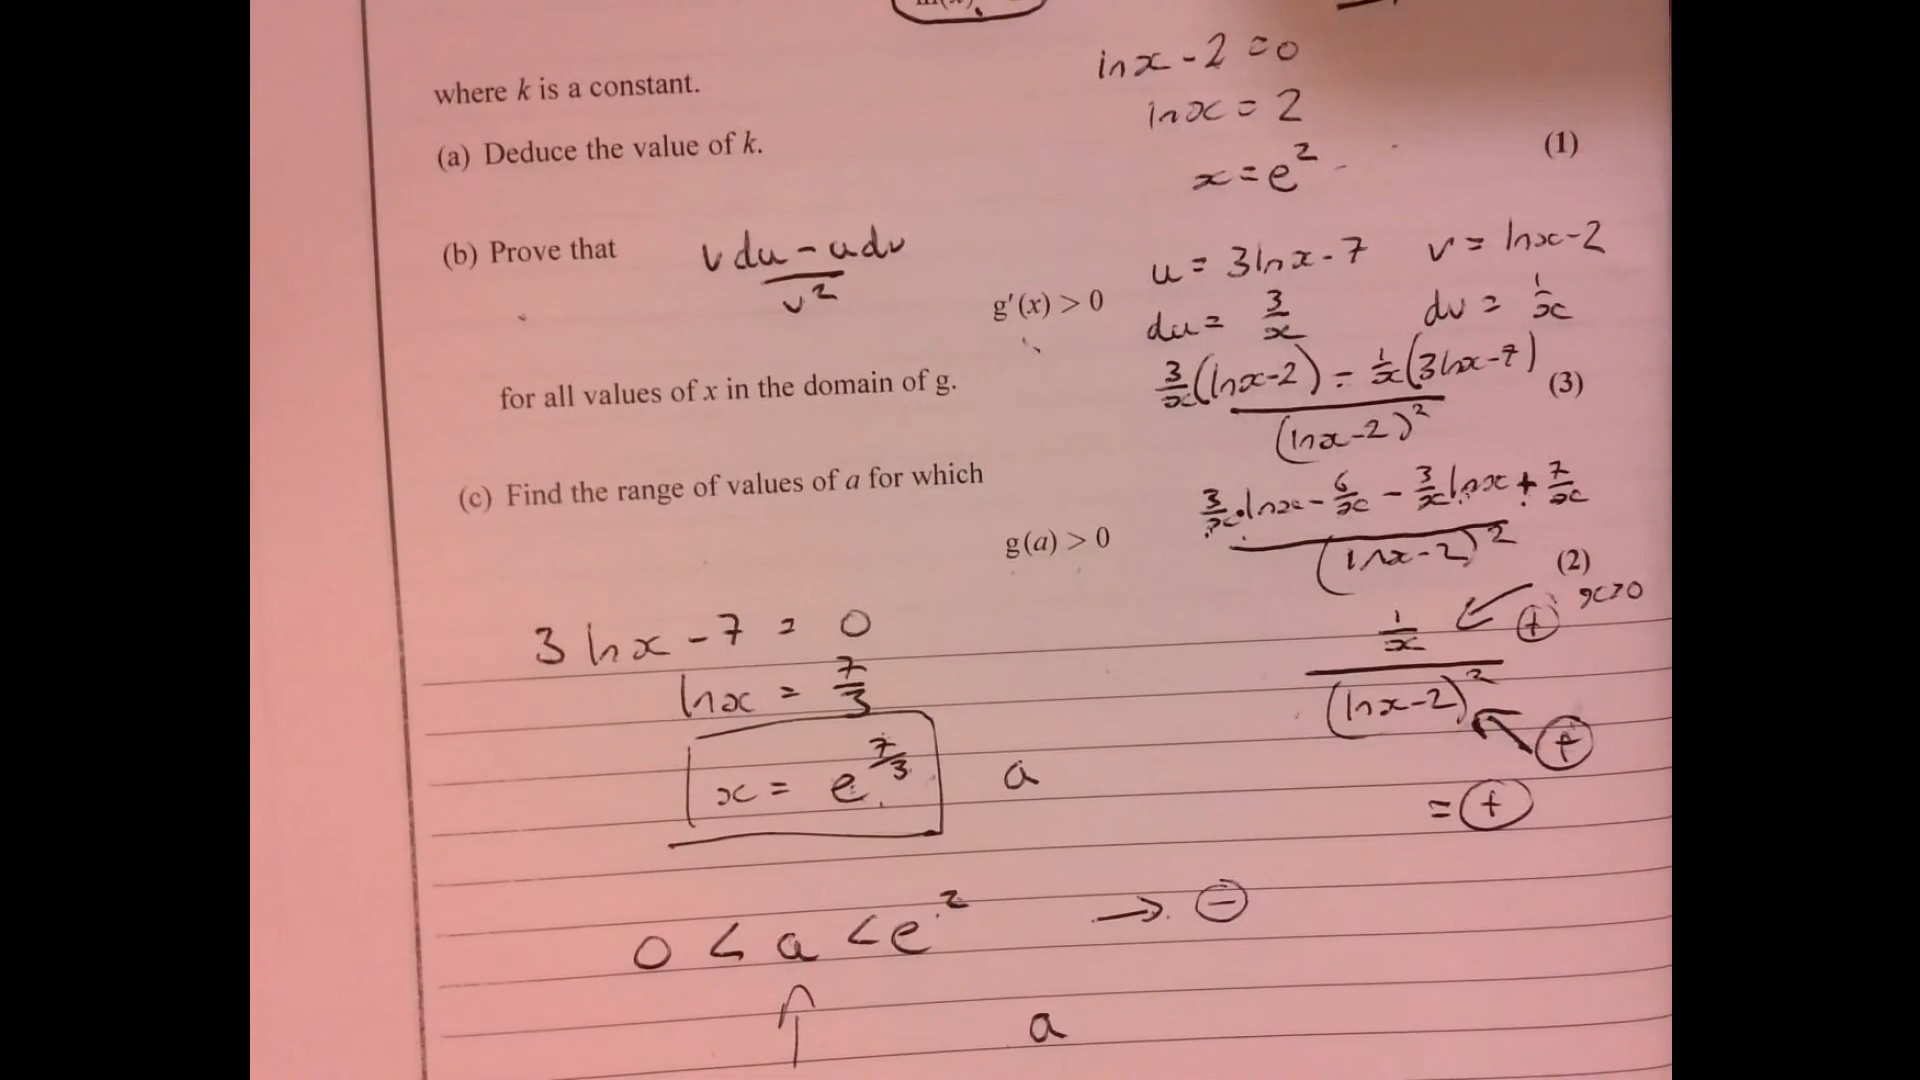 where k is a constant.
ln x - 2 = 0
ln x = 2
(a) Deduce the value of k.
(1)
x = e²
(b) Prove that
v du - u dv / v²
u = 3 ln x - 7
v = ln x - 2
g′(x) > 0
du = 3/x
dv = 1/x
3/x (ln x - 2) - 1/x (3 ln x - 7) / (ln x - 2)²
for all values of x in the domain of g.
(3)
(c) Find the range of values of a for which
3/x . ln x - 6/x - 3/x ln x + 7/x / (ln x - 2)²
g(a) > 0
(2)
x > 0
3 ln x - 7 = 0
1/x / (ln x - 2)²
+
ln x = 7/3
+
x = e^(7/3)
a
= +
0 < a < e²
→ -
a